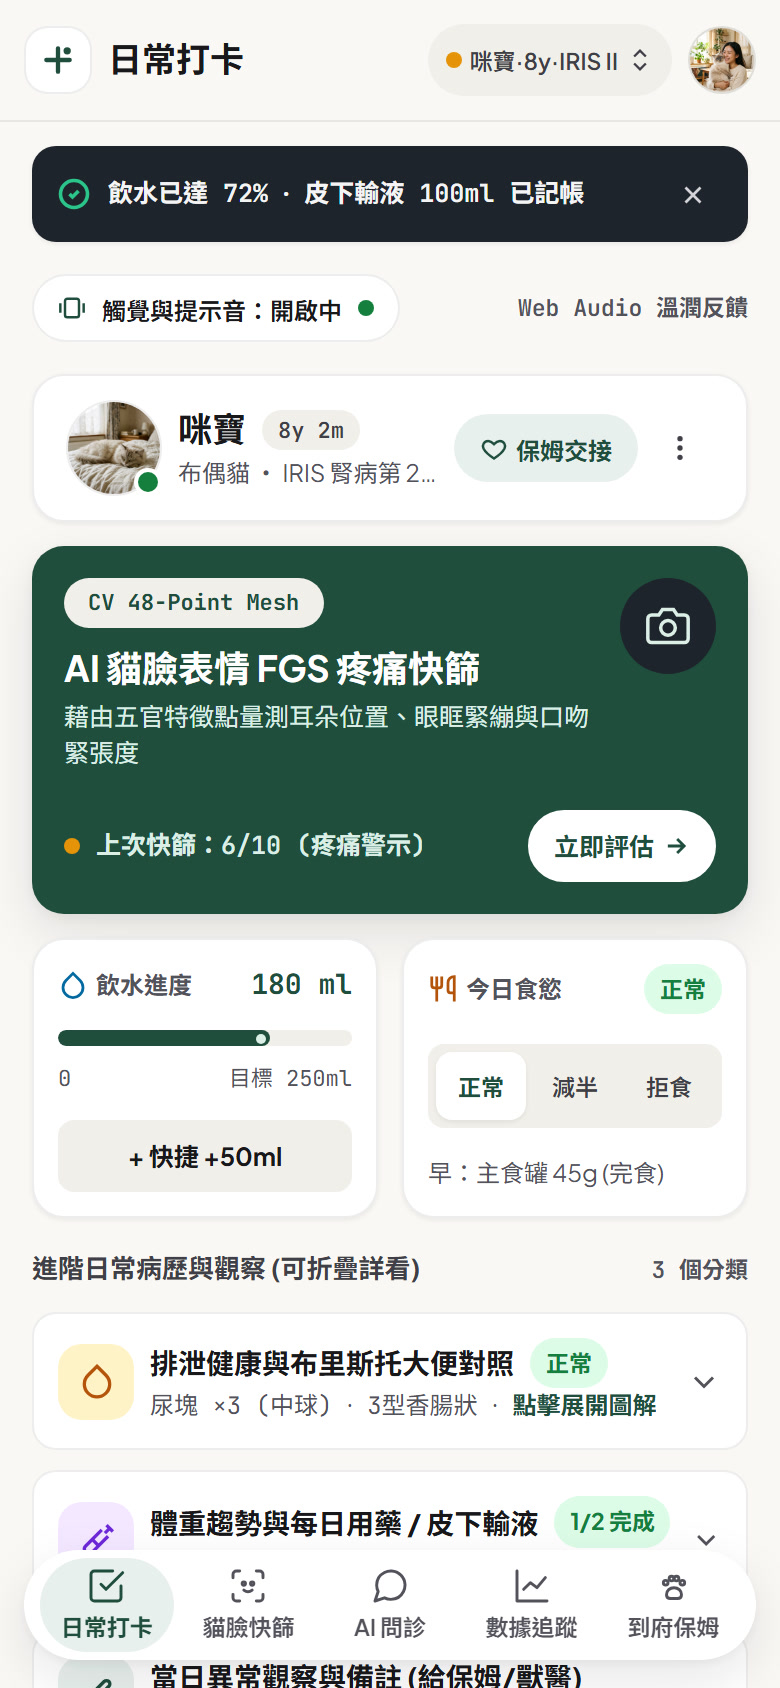 日常打卡
咪寶·8y·IRIS II
飲水已達 72% · 皮下輸液 100ml 已記帳
觸覺與提示音：開啟中
Web Audio 溫潤反饋
咪寶 8y 2m
布偶貓 • IRIS 腎病第 2...
保姆交接
CV 48-Point Mesh
AI 貓臉表情 FGS 疼痛快篩
藉由五官特徵點量測耳朵位置、眼眶緊繃與口吻
緊張度
上次快篩：6/10 (疼痛警示)
立即評估 →
飲水進度 180 ml
0 目標 250ml
+ 快捷 +50ml
今日食慾 正常
正常 減半 拒食
早：主食罐 45g (完食)
進階日常病歷與觀察 (可折疊詳看)
3 個分類
排泄健康與布里斯托大便對照 正常
尿塊 ×3 (中球) · 3型香腸狀 · 點擊展開圖解
體重趨勢與每日用藥 / 皮下輸液 1/2 完成
日常打卡
貓臉快篩
AI 問診
數據追蹤
到府保姆
當日異常觀察與備註 (給保姆/獸醫)